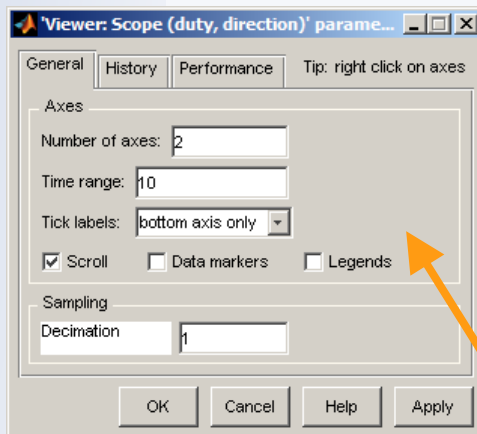 'Viewer: Scope (duty, direction)' parame...
General History Performance Tip: right click on axes
Axes
Number of axes: 2
Time range: 10
Tick labels: bottom axis only
Scroll Data markers Legends
Sampling
Decimation 1
OK Cancel Help Apply